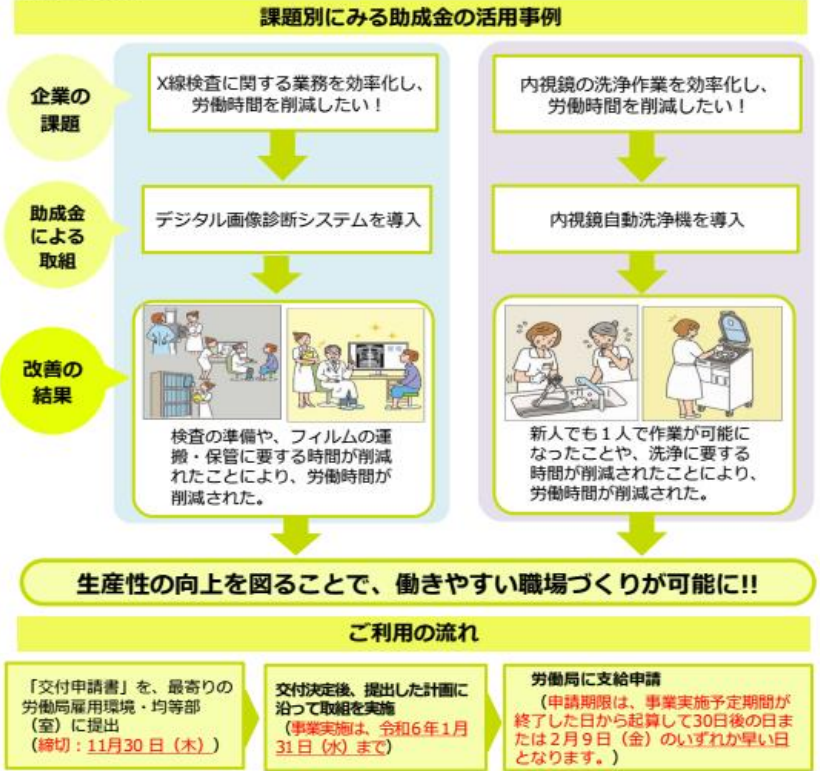 課題別にみる助成金の活用事例
企業の
課題
X線検査に関する業務を効率化し、
労働時間を削減したい！
内視鏡の洗浄作業を効率化し、
労働時間を削減したい！
助成金
による
取組
デジタル画像診断システムを導入
内視鏡自動洗浄機を導入
改善の
結果
検査の準備や、フィルムの運
搬・保管に要する時間が削減
れたことにより、労働時間が
削減された。
新人でも１人で作業が可能に
なったことや、洗浄に要する
時間が削減されたことにより、
労働時間が削減された。
生産性の向上を図ることで、働きやすい職場づくりが可能に!!
ご利用の流れ
「交付申請書」を、最寄りの
労働局雇用環境・均等部
（室）に提出
（締切：11月30 日（木））
交付決定後、提出した計画に
沿って取組を実施
（事業実施は、令和６年１月
31 日（水）まで）
労働局に支給申請
（申請期限は、事業実施予定期間が
終了した日から起算して30日後の日ま
たは２月９日（金）のいずれか早い日
となります。）